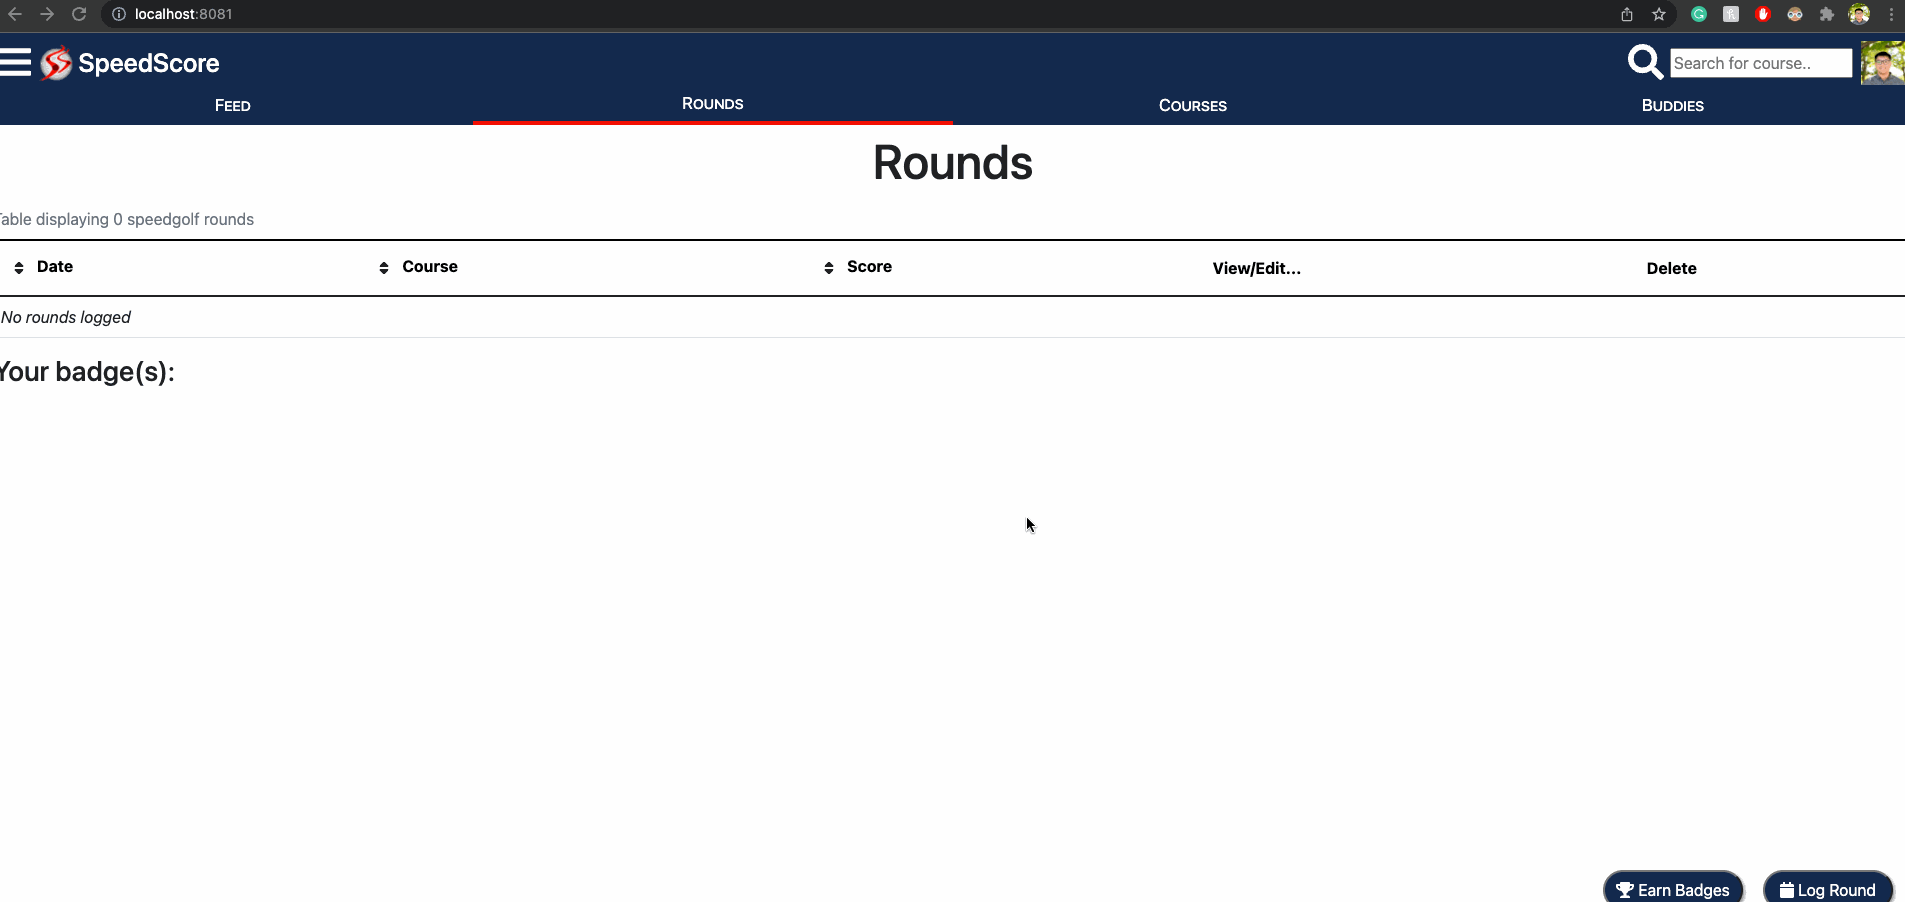 localhost:8081
SpeedScore
Search for course..
FEED
ROUNDS
COURSES
BUDDIES
Rounds
Table displaying 0 speedgolf rounds
Date Course Score View/Edit... Delete
No rounds logged
Your badge(s):
Earn Badges Log Round